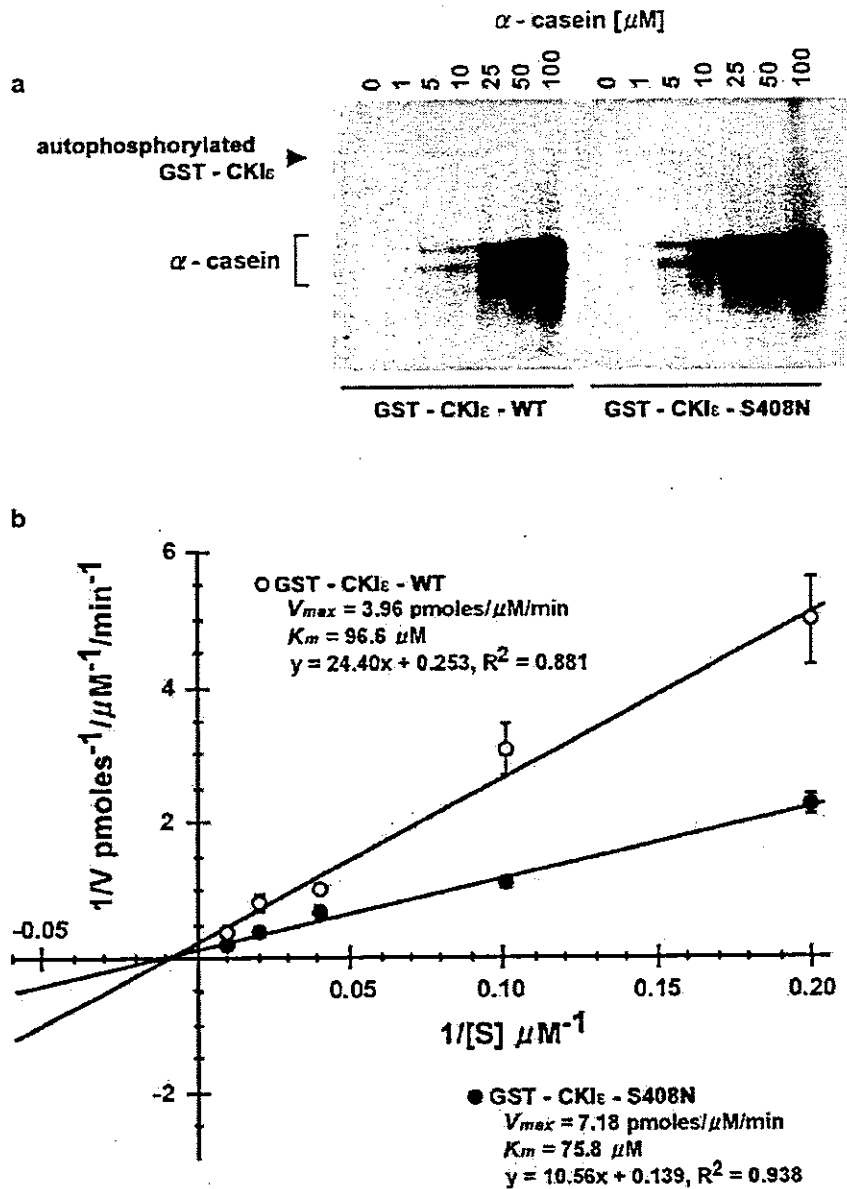 α - casein [μM]
a
0 1 5 10 25 50 100 0 1 5 10 25 50 100
autophosphorylated
GST - CKIε
α - casein
GST - CKIε - WT GST - CKIε - S408N
b
6
GST - CKIε - WT
Vmax = 3.96 pmoles/μM/min
Km = 96.6 μM
y = 24.40x + 0.253, R² = 0.881
4
1/V pmoles⁻¹/μM⁻¹/min⁻¹
2
-0.05
0.05 0.10 0.15 0.20
1/[S] μM⁻¹
-2
GST - CKIε - S408N
Vmax = 7.18 pmoles/μM/min
Km = 75.8 μM
y = 10.56x + 0.139, R² = 0.938